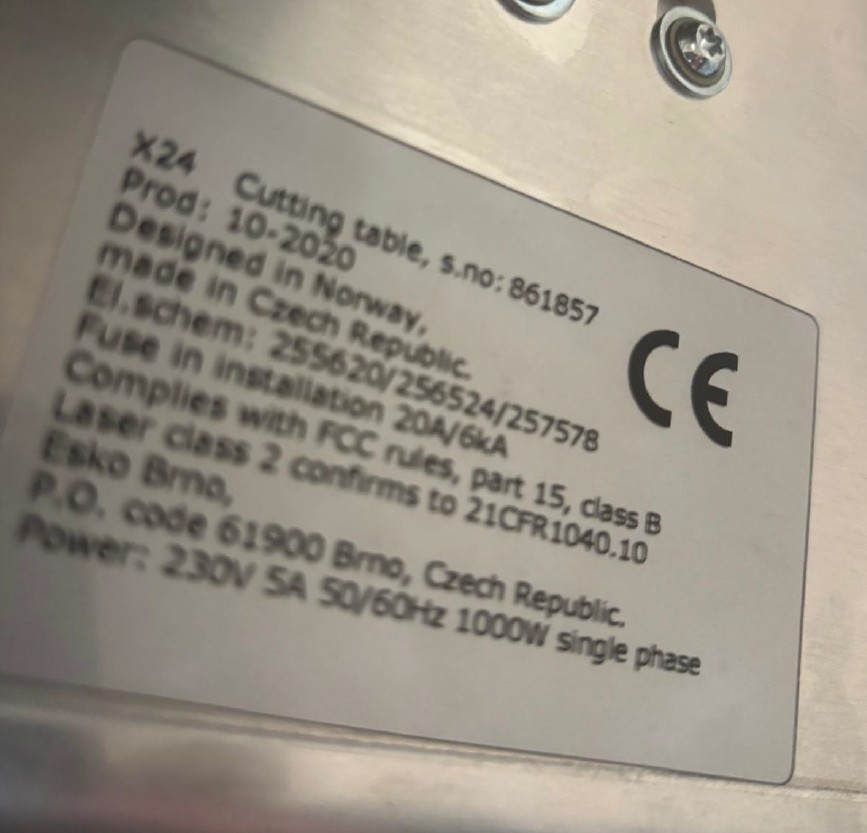 X24 Cutting table, s.no: 861857
Prod: 10-2020
Designed in Norway,
made in Czech Republic.
El.schem: 255620/256524/257578
Fuse in installation 20A/6kA
Complies with FCC rules, part 15, class B
Laser class 2 confirms to 21CFR1040.10
Esko Brno,
P.O. code 61900 Brno, Czech Republic.
Power: 230V 5A 50/60Hz 1000W single phase
CE